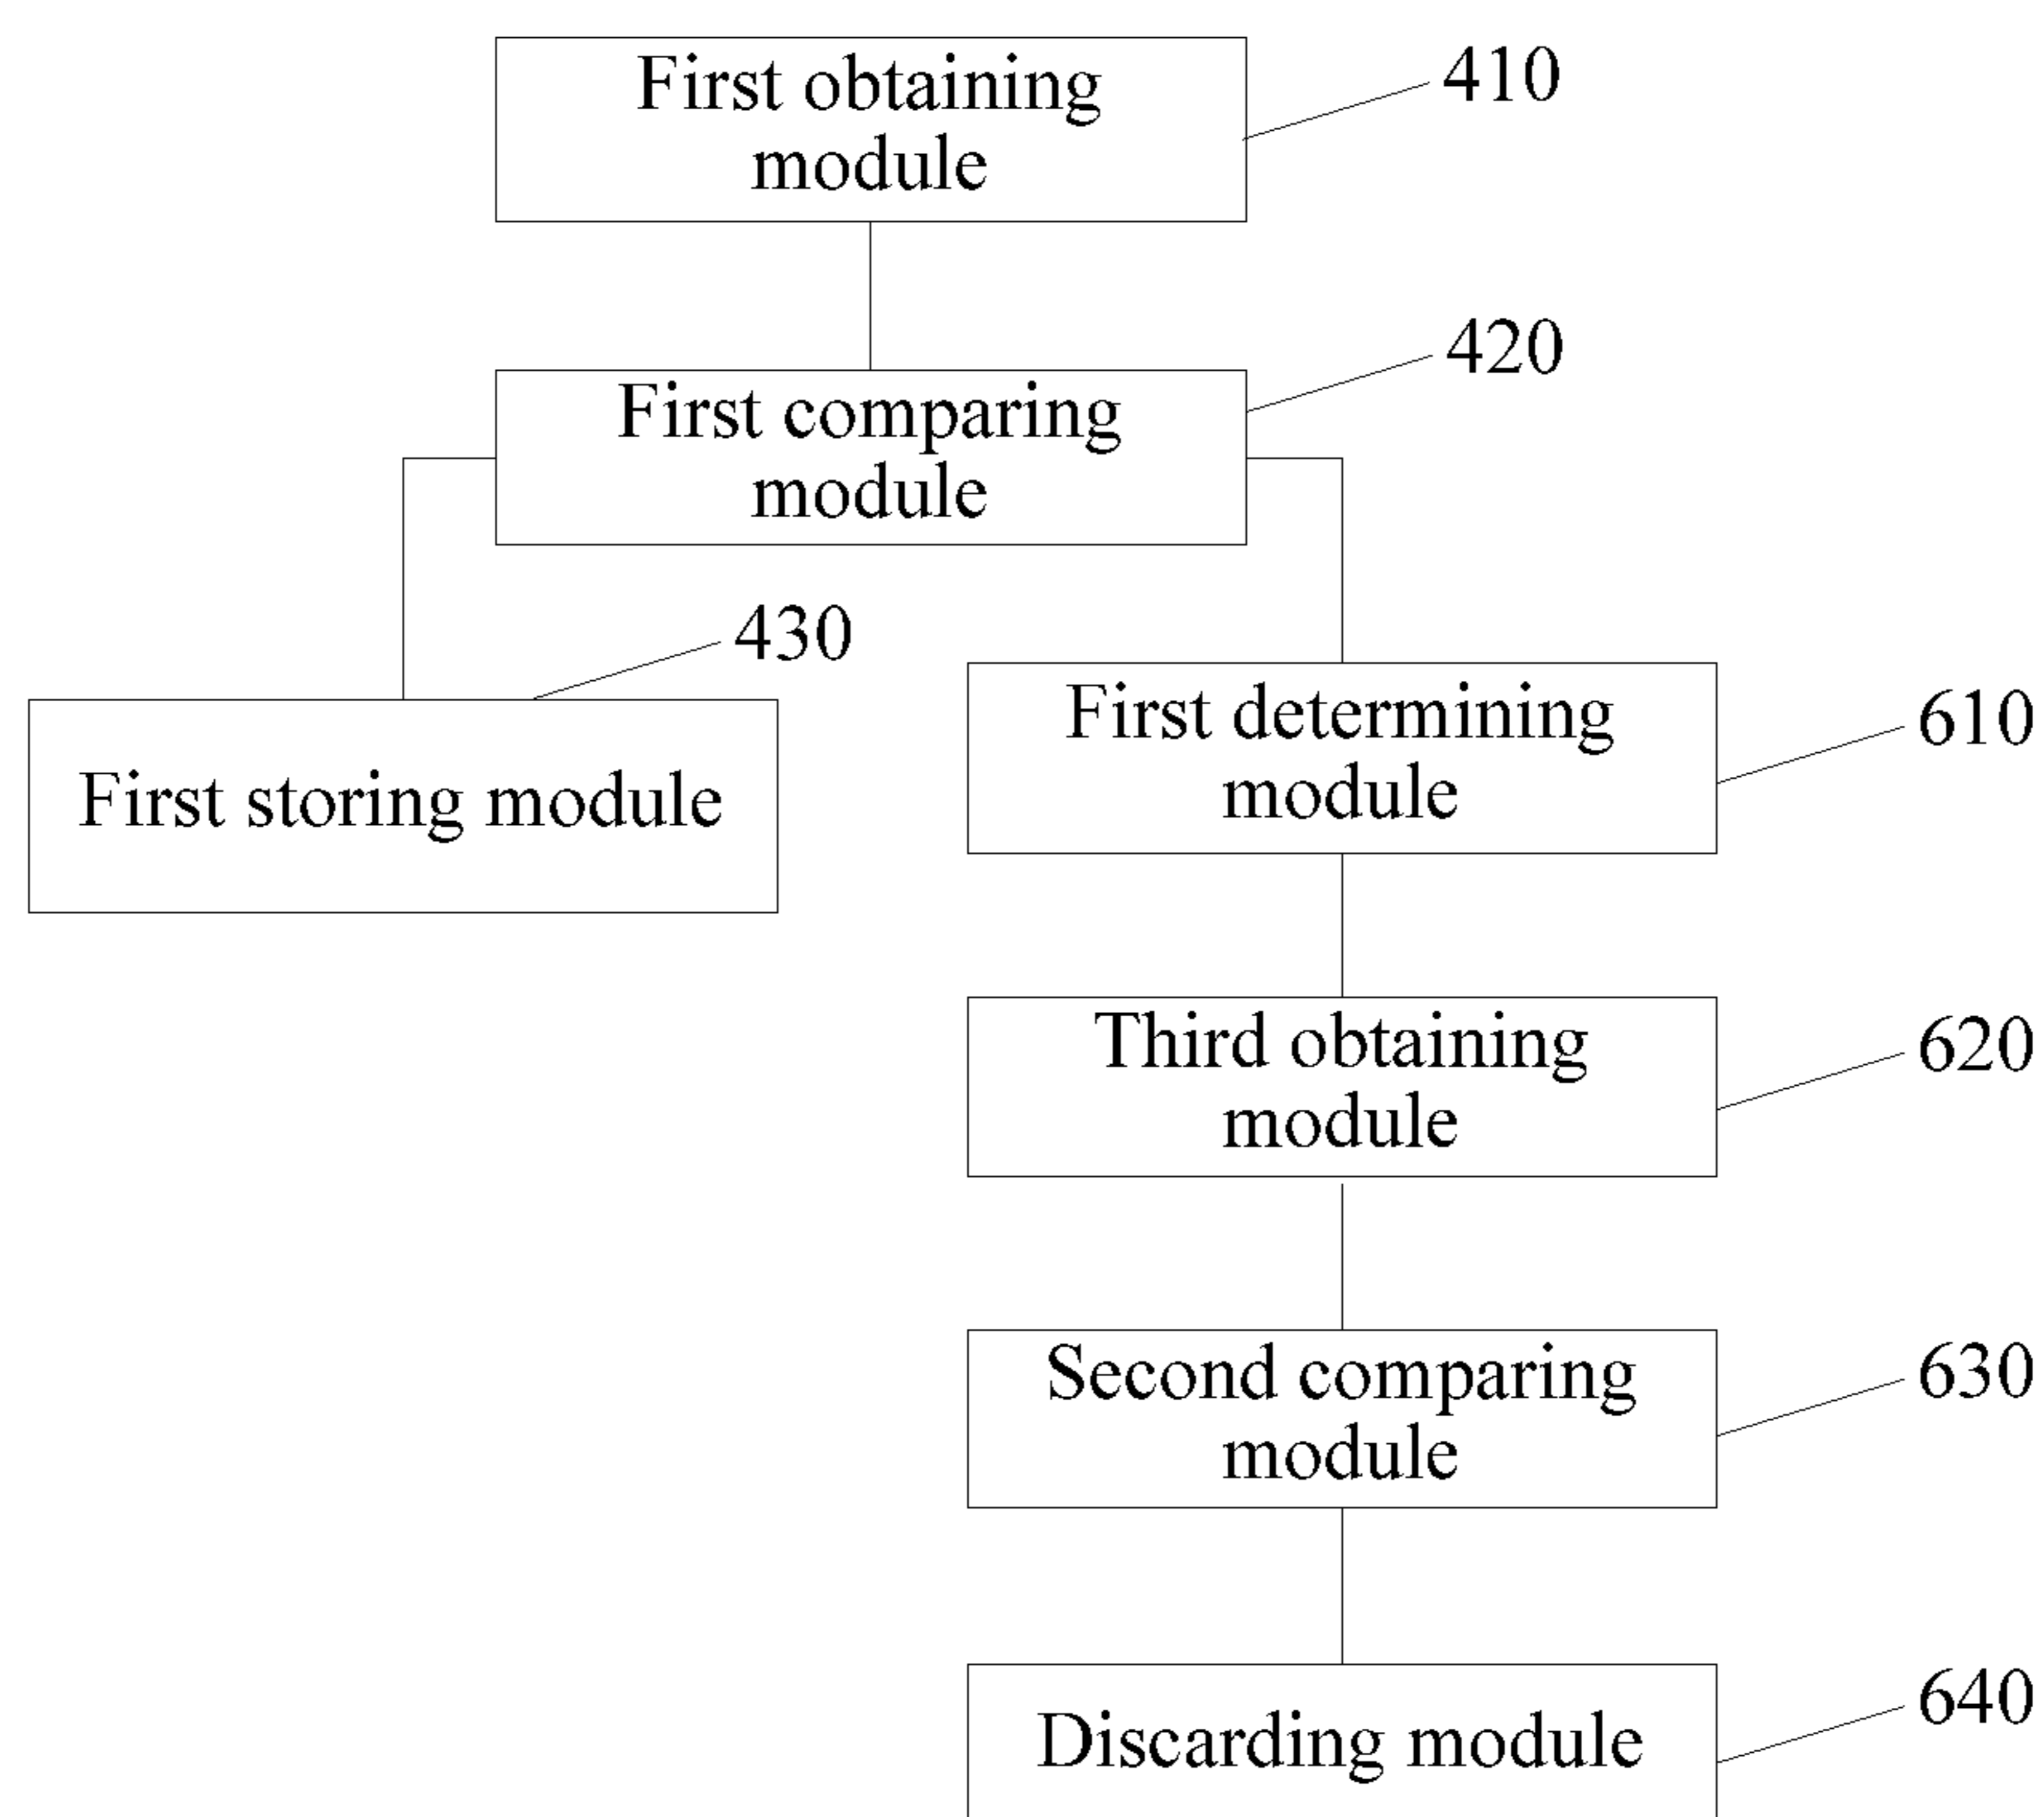 First obtaining
module
410
First comparing
module
420
430
First storing module
First determining
module
610
Third obtaining
module
620
Second comparing
module
630
Discarding module
640